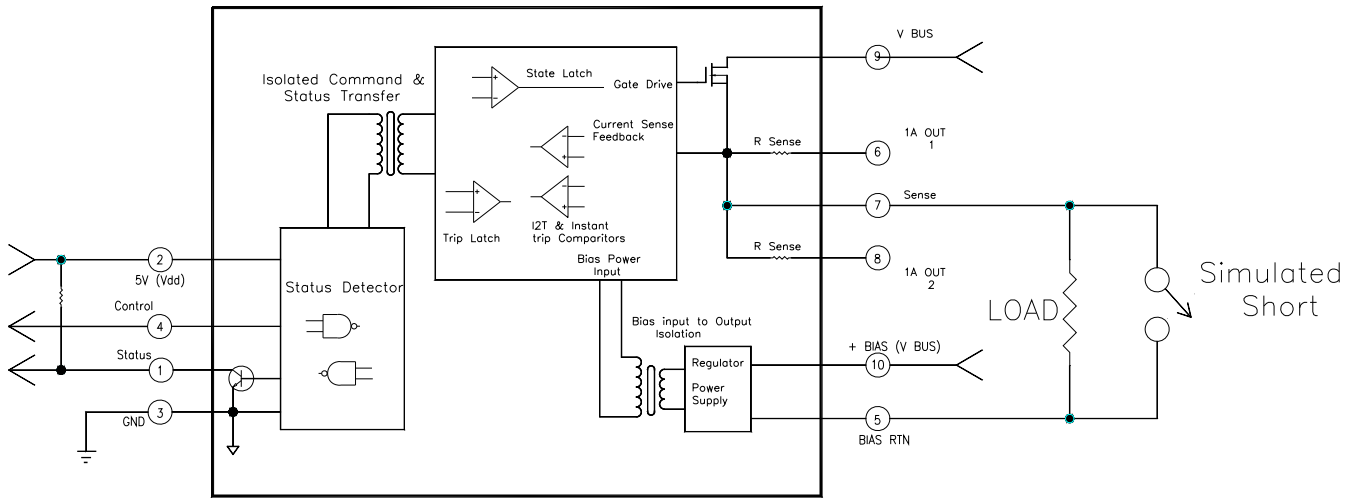 V BUS
9
Isolated Command &
Status Transfer
State Latch
Gate Drive
Current Sense
Feedback
R Sense
6
1A OUT
1
7
Sense
Trip Latch
I2T & Instant
trip Comparitors
R Sense
8
1A OUT
2
Bias Power
Input
2
5V (Vdd)
Status Detector
Control
4
Status
1
3
GND
Bias input to Output
Isolation
Regulator
Power
Supply
+ BIAS (V BUS)
10
5
BIAS RTN
LOAD
Simulated
Short